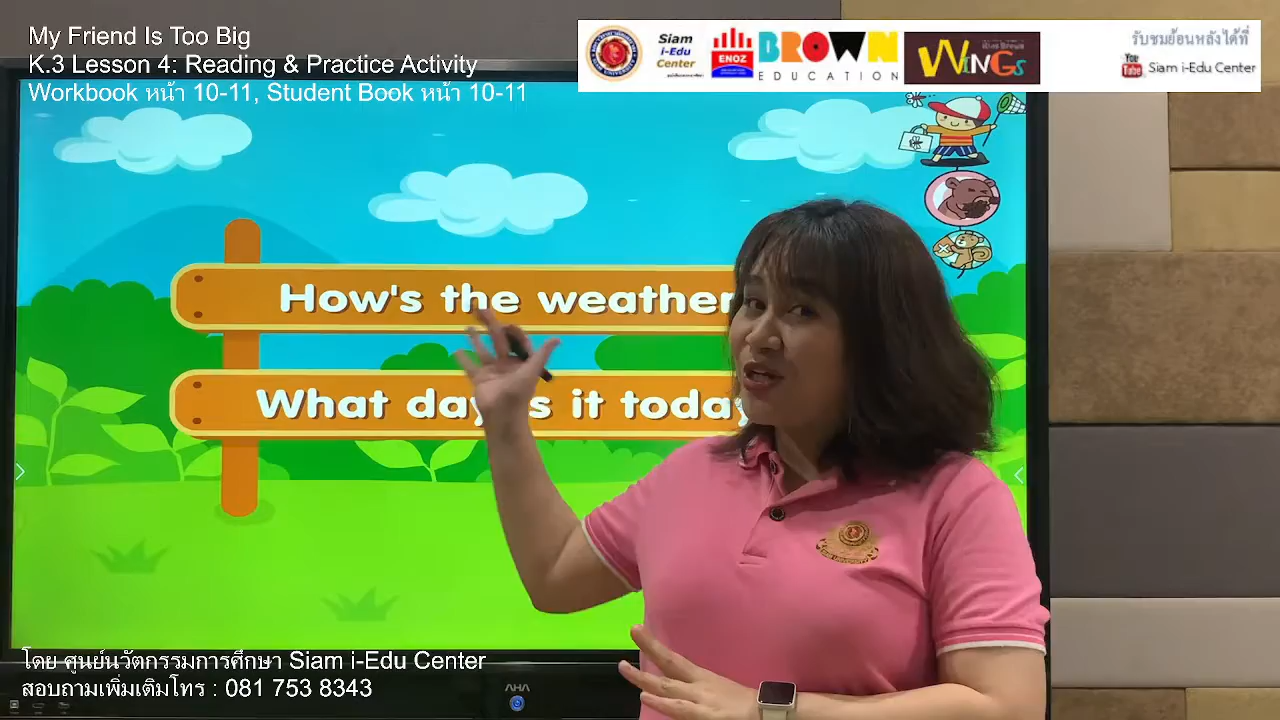 My Friend Is Too Big
K.3 Lesson 4: Reading & Practice Activity
Workbook หน้า 10-11, Student Book หน้า 10-11
Siam
i-Edu
Center
ENOZ
BROWN
EDUCATION
WINGS
รับชมย้อนหลังได้ที่
You
Tube
Siam i-Edu Center
How's the weather
What day is it today
โดย ศูนย์นวัตกรรมการศึกษา Siam i-Edu Center
สอบถามเพิ่มเติมโทร : 081 753 8343
AHA